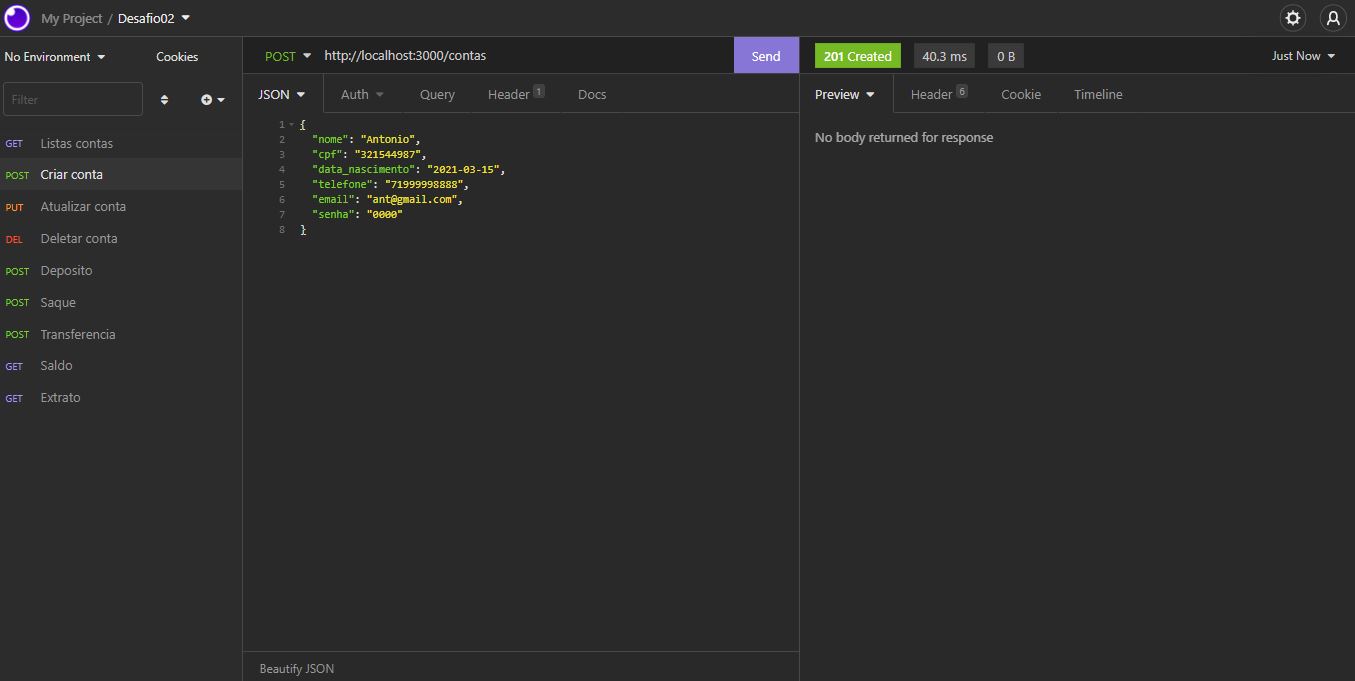 My Project / Desafio02
No Environment
Cookies
POST http://localhost:3000/contas
Send
201 Created
40.3 ms
0 B
Just Now
Filter
JSON
Auth
Query
Header 1
Docs
Preview
Header 6
Cookie
Timeline
GET Listas contas
POST Criar conta
PUT Atualizar conta
DEL Deletar conta
POST Deposito
POST Saque
POST Transferencia
GET Saldo
GET Extrato
1 {
2 "nome": "Antonio",
3 "cpf": "321544987",
4 "data_nascimento": "2021-03-15",
5 "telefone": "71999998888",
6 "email": "ant@gmail.com",
7 "senha": "0000"
8 }
No body returned for response
Beautify JSON